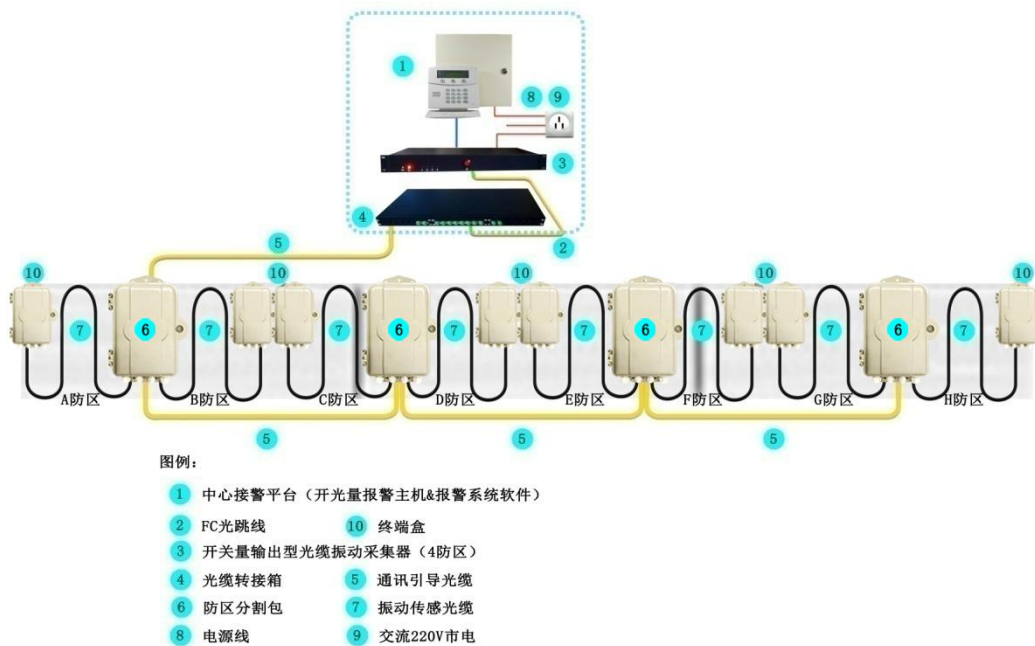 1
8 9
3
4
2
5
10 10 10 10 10
7 6 7 7 6 7 7 6 7 7 6 7
A防区 B防区 C防区 D防区 E防区 F防区 G防区 H防区
5 5 5
图例：
1 中心接警平台（开光量报警主机&报警系统软件）
2 FC光跳线 10 终端盒
3 开关量输出型光缆振动采集器（4防区）
4 光缆转接箱 5 通讯引导光缆
6 防区分割包 7 振动传感光缆
8 电源线 9 交流220V市电